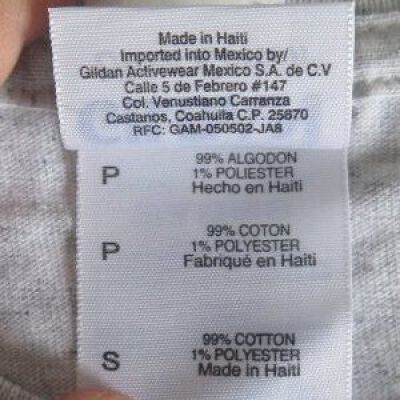 Made in Haiti
Imported into Mexico by/
Gildan Activewear Mexico S.A. de C.V
Calle 5 de Febrero #147
Col. Venustiano Carranza
Castanos, Coahuila C.P. 25870
RFC: GAM-050502-JA8
P
99% ALGODON
1% POLIESTER
Hecho en Haiti
P
99% COTON
1% POLYESTER
Fabriqué en Haiti
S
99% COTTON
1% POLYESTER
Made in Haiti